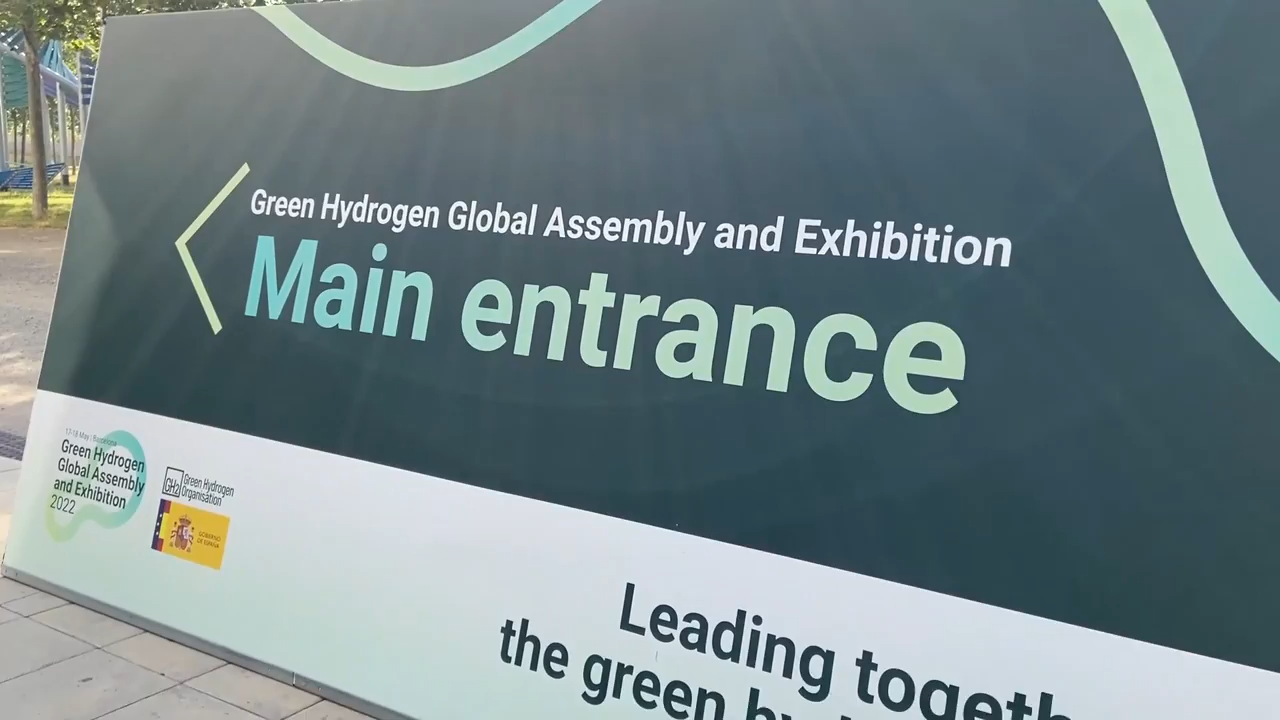 Green Hydrogen Global Assembly and Exhibition
Main entrance
17-18 May | Barcelona
Green Hydrogen
Global Assembly
and Exhibition
2022
GH2
Green Hydrogen
Organisation
GOBIERNO
DE ESPAÑA
Leading
the green